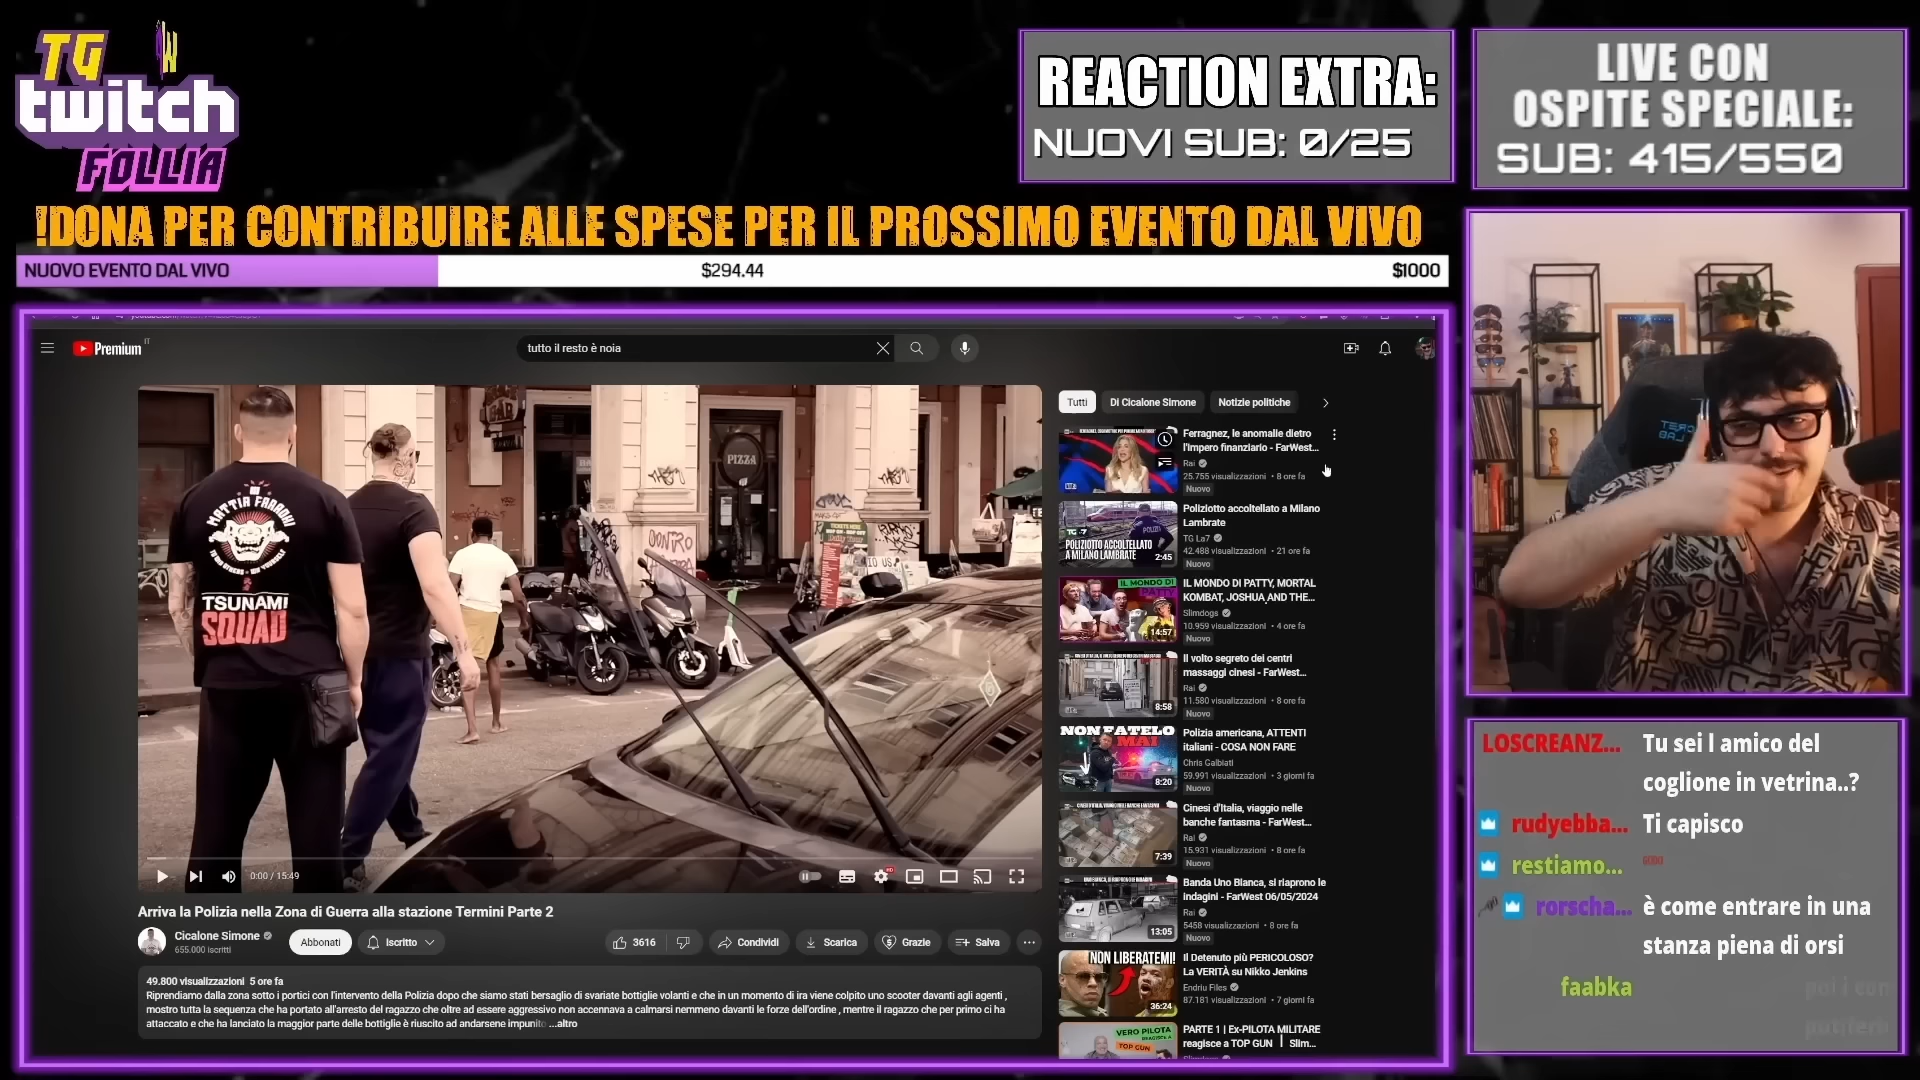 TG
twitch
FOLLIA
REACTION EXTRA:
NUOVI SUB: 0/25
LIVE CON
OSPITE SPECIALE:
SUB: 415/550
!DONA PER CONTRIBUIRE ALLE SPESE PER IL PROSSIMO EVENTO DAL VIVO
NUOVO EVENTO DAL VIVO
$294.44
$1000
Premium
IT
tutto il resto è noia
MATTIA FARAONI
TSUNAMI
SQUAD
PIZZA
0:00 / 15:49
Arriva la Polizia nella Zona di Guerra alla stazione Termini Parte 2
Cicalone Simone
655.000 iscritti
Abbonati
Iscritto
3616
Condividi
Scarica
Grazie
Salva
49.800 visualizzazioni 5 ore fa
Riprendiamo dalla zona sotto i portici con l'intervento della Polizia dopo che siamo stati bersaglio di svariate bottiglie volanti e che in un momento di ira viene colpito uno scooter davanti agli agenti ,
mostro tutta la sequenza che ha portato all'arresto del ragazzo che oltre ad essere aggressivo non accennava a calmarsi nemmeno davanti le forze dell'ordine , mentre il ragazzo che per primo ci ha
attaccato e che ha lanciato la maggior parte delle bottiglie è riuscito ad andarsene impunito ...altro
Tutti
Di Cicalone Simone
Notizie politiche
Ferragnez, le anomalie dietro
l'Impero finanziario - FarWest...
Rai
25.755 visualizzazioni • 8 ore fa
Nuovo
POLIZIOTTO ACCOLTELLATO
A MILANO LAMBRATE
2:45
Poliziotto accoltellato a Milano
Lambrate
TG La7
42.488 visualizzazioni • 21 ore fa
Nuovo
IL MONDO DI
PATTY
14:57
IL MONDO DI PATTY, MORTAL
KOMBAT, JOSHUA AND THE...
Slimdogs
10.959 visualizzazioni • 4 ore fa
Nuovo
8:58
Il volto segreto dei centri
massaggi cinesi - FarWest...
Rai
11.580 visualizzazioni • 8 ore fa
Nuovo
NON FATELO
MAI
8:20
Polizia americana, ATTENTI
italiani - COSA NON FARE
Chris Galbiati
59.991 visualizzazioni • 3 giorni fa
Nuovo
7:39
Cinesi d'Italia, viaggio nelle
banche fantasma - FarWest...
Rai
15.931 visualizzazioni • 8 ore fa
Nuovo
13:05
Banda Uno Bianca, si riaprono le
indagini - FarWest 06/05/2024
Rai
5458 visualizzazioni • 8 ore fa
Nuovo
NON LIBERATEMI!
36:24
Il Detenuto più PERICOLOSO?
La VERITÀ su Nikko Jenkins
Endriu Files
87.181 visualizzazioni • 7 giorni fa
VERO PILOTA
REAGISCE A
TOP GUN
PARTE 1 | Ex-PILOTA MILITARE
reagisce a TOP GUN | Slim...
LOSCREANZ... Tu sei l amico del
coglione in vetrina..?
rudyebba... Ti capisco
restiamo...
rorscha... è come entrare in una
stanza piena di orsi
faabka